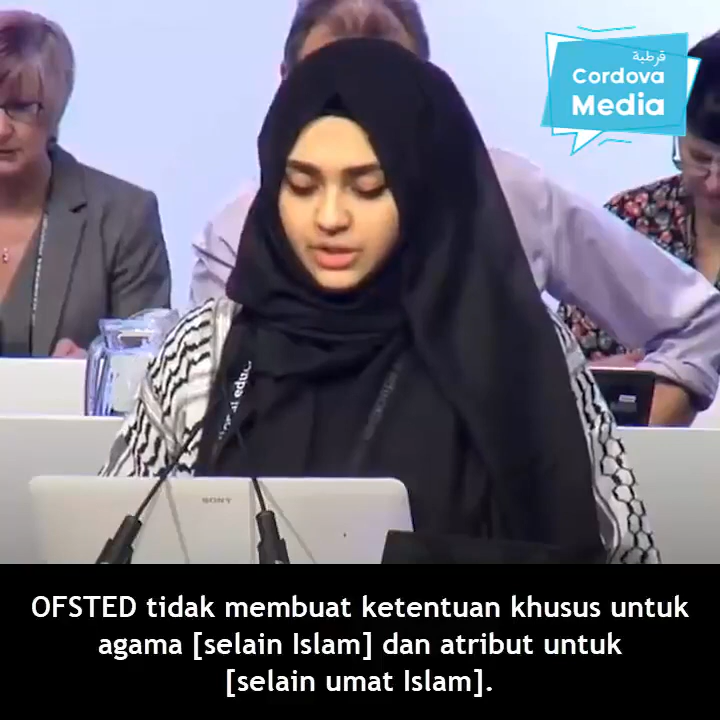 قرطبة
Cordova
Media
SONY
OFSTED tidak membuat ketentuan khusus untuk
agama [selain Islam] dan atribut untuk
[selain umat Islam].